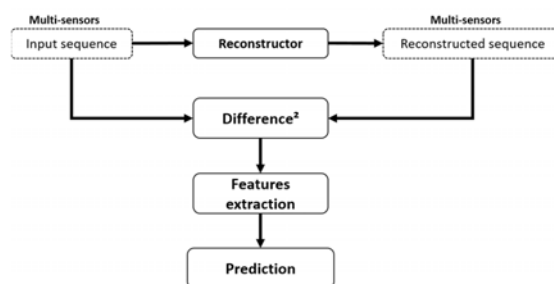 Multi-sensors
Multi-sensors
Input sequence
Reconstructor
Reconstructed sequence
Difference²
Features
extraction
Prediction